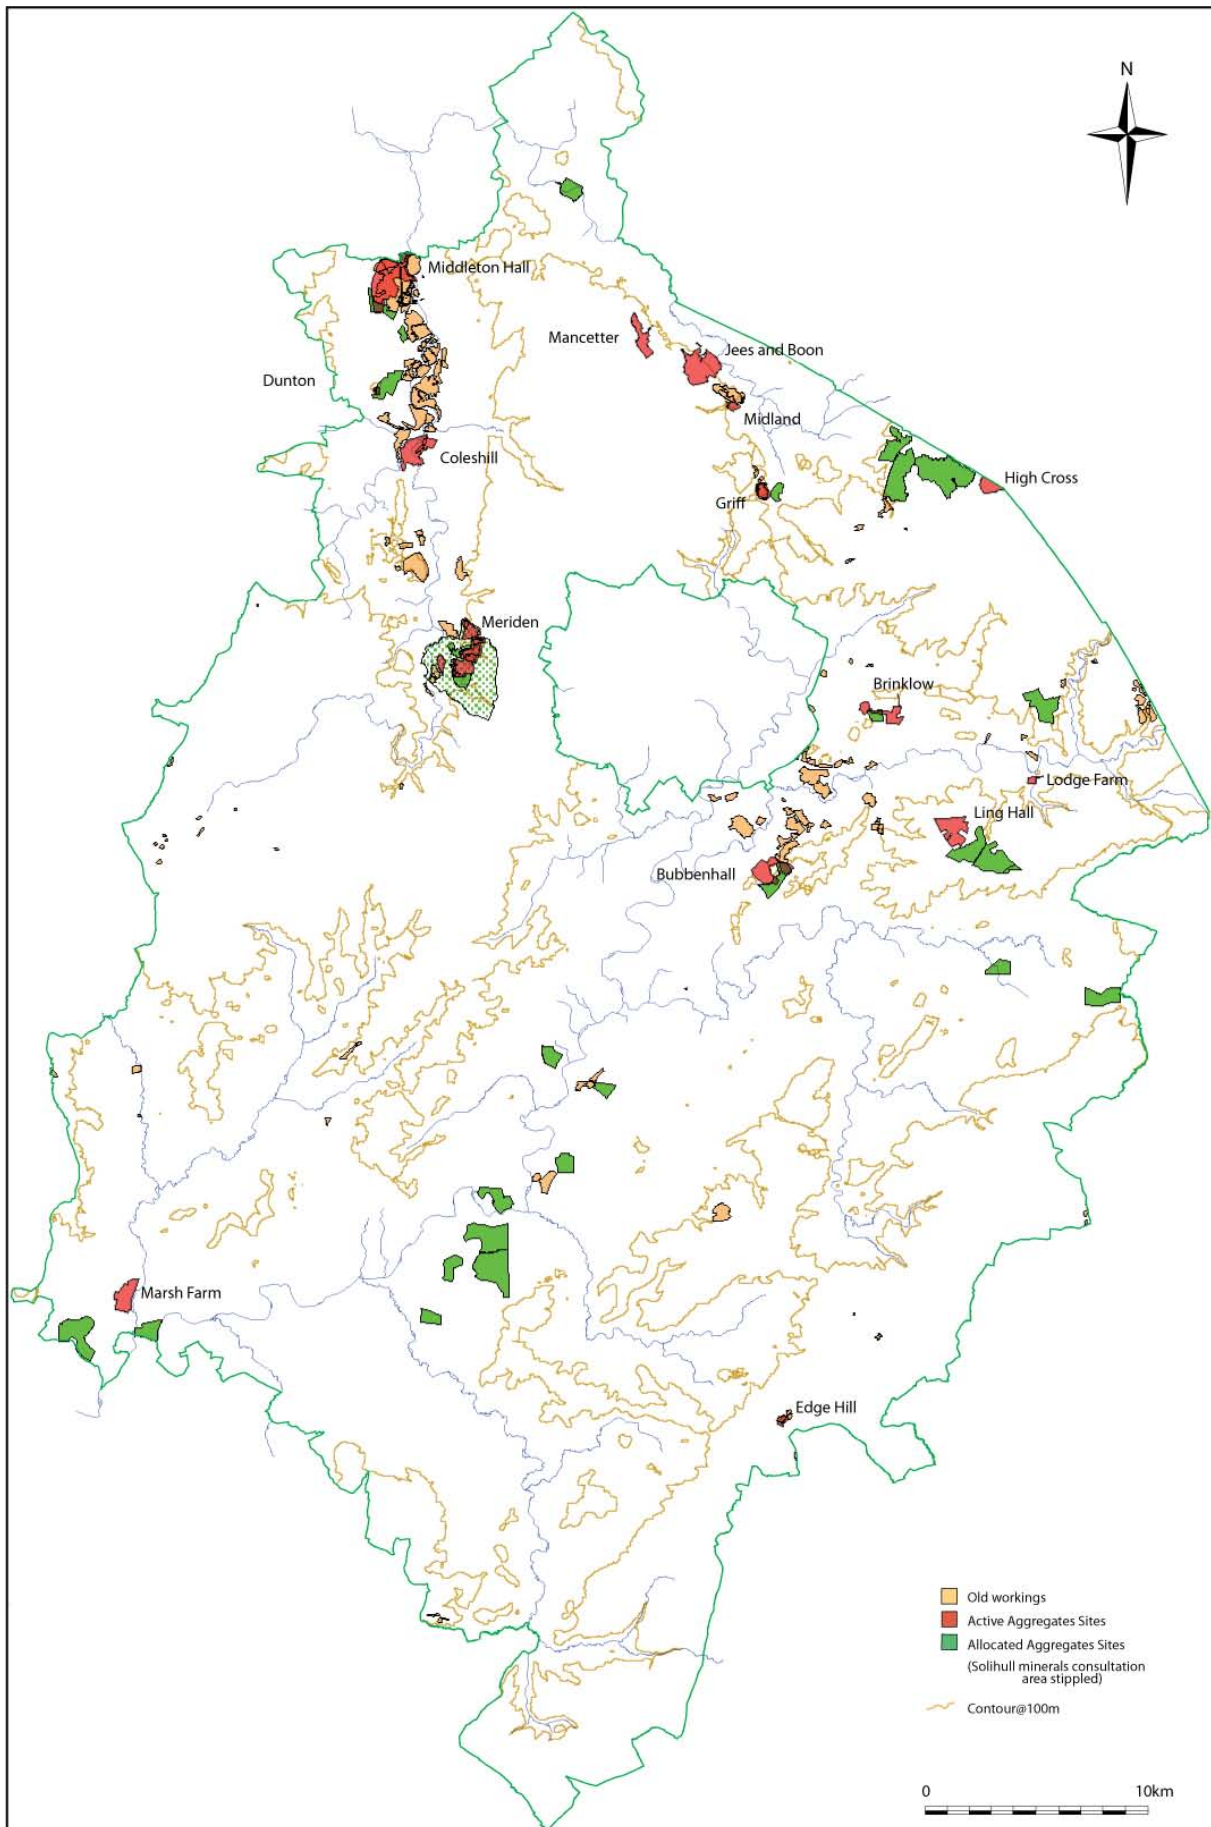 N
Middleton Hall
Mancetter
Jees and Boon
Dunton
Midland
Coleshill
High Cross
Griff
Meriden
Brinklow
Lodge Farm
Ling Hall
Bubbenhall
Marsh Farm
Edge Hill
Old workings
Active Aggregates Sites
Allocated Aggregates Sites
(Solihull minerals consultation
area stippled)
Contour@100m
0 10km